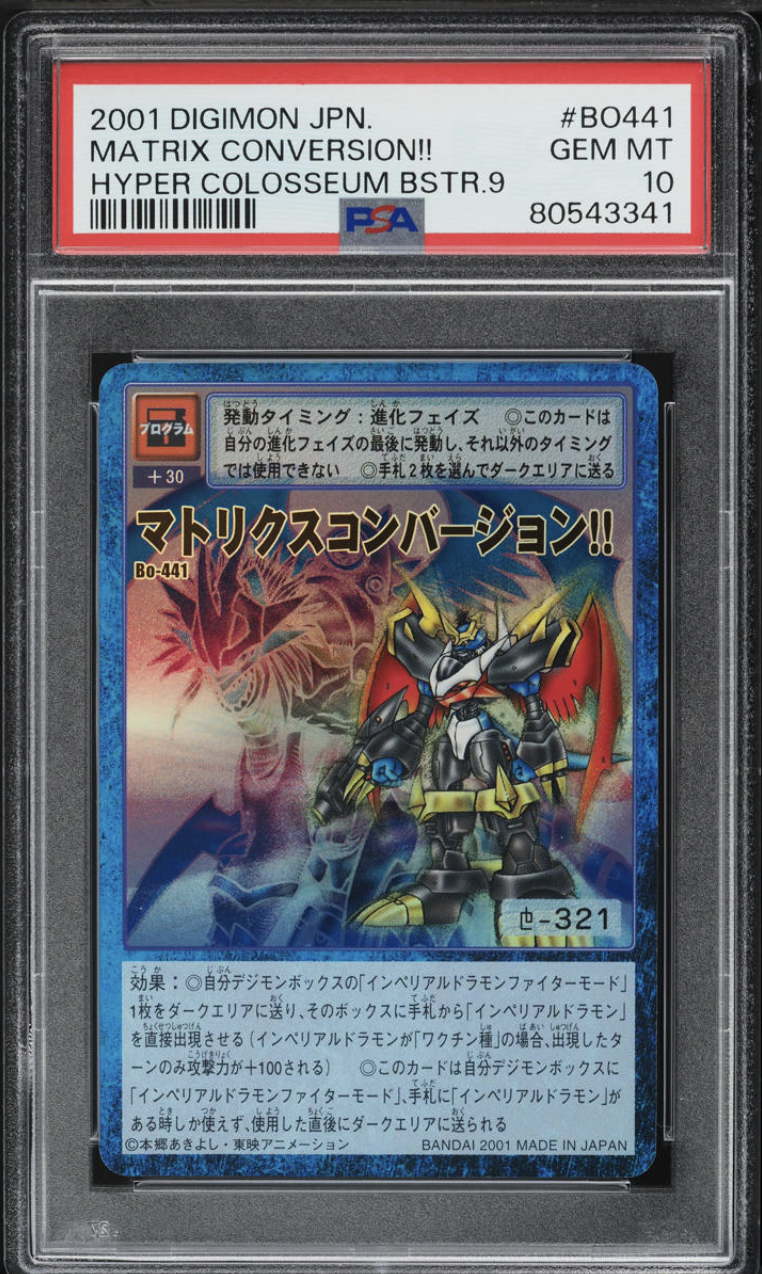 2001 DIGIMON JPN. #BO441
MATRIX CONVERSION!! GEM MT
HYPER COLOSSEUM BSTR.9 10
PSA 80543341
プログラム
+30
発動タイミング:進化フェイズ ◎このカードは
自分の進化フェイズの最後に発動し、それ以外のタイミング
では使用できない ◎手札2枚を選んでダークエリアに送る
マトリクスコンバージョン!!
Bo-441
-321
効果:◎自分デジモンボックスの「インペリアルドラモンファイターモード」
1枚をダークエリアに送り、そのボックスに手札から「インペリアルドラモン」
を直接出現させる(インペリアルドラモンが「ワクチン種」の場合、出現したタ
ーンのみ攻撃力が+100される) ◎このカードは自分デジモンボックスに
「インペリアルドラモンファイターモード」、手札に「インペリアルドラモン」が
ある時しか使えず、使用した直後にダークエリアに送られる
©本郷あきよし・東映アニメーション BANDAI 2001 MADE IN JAPAN